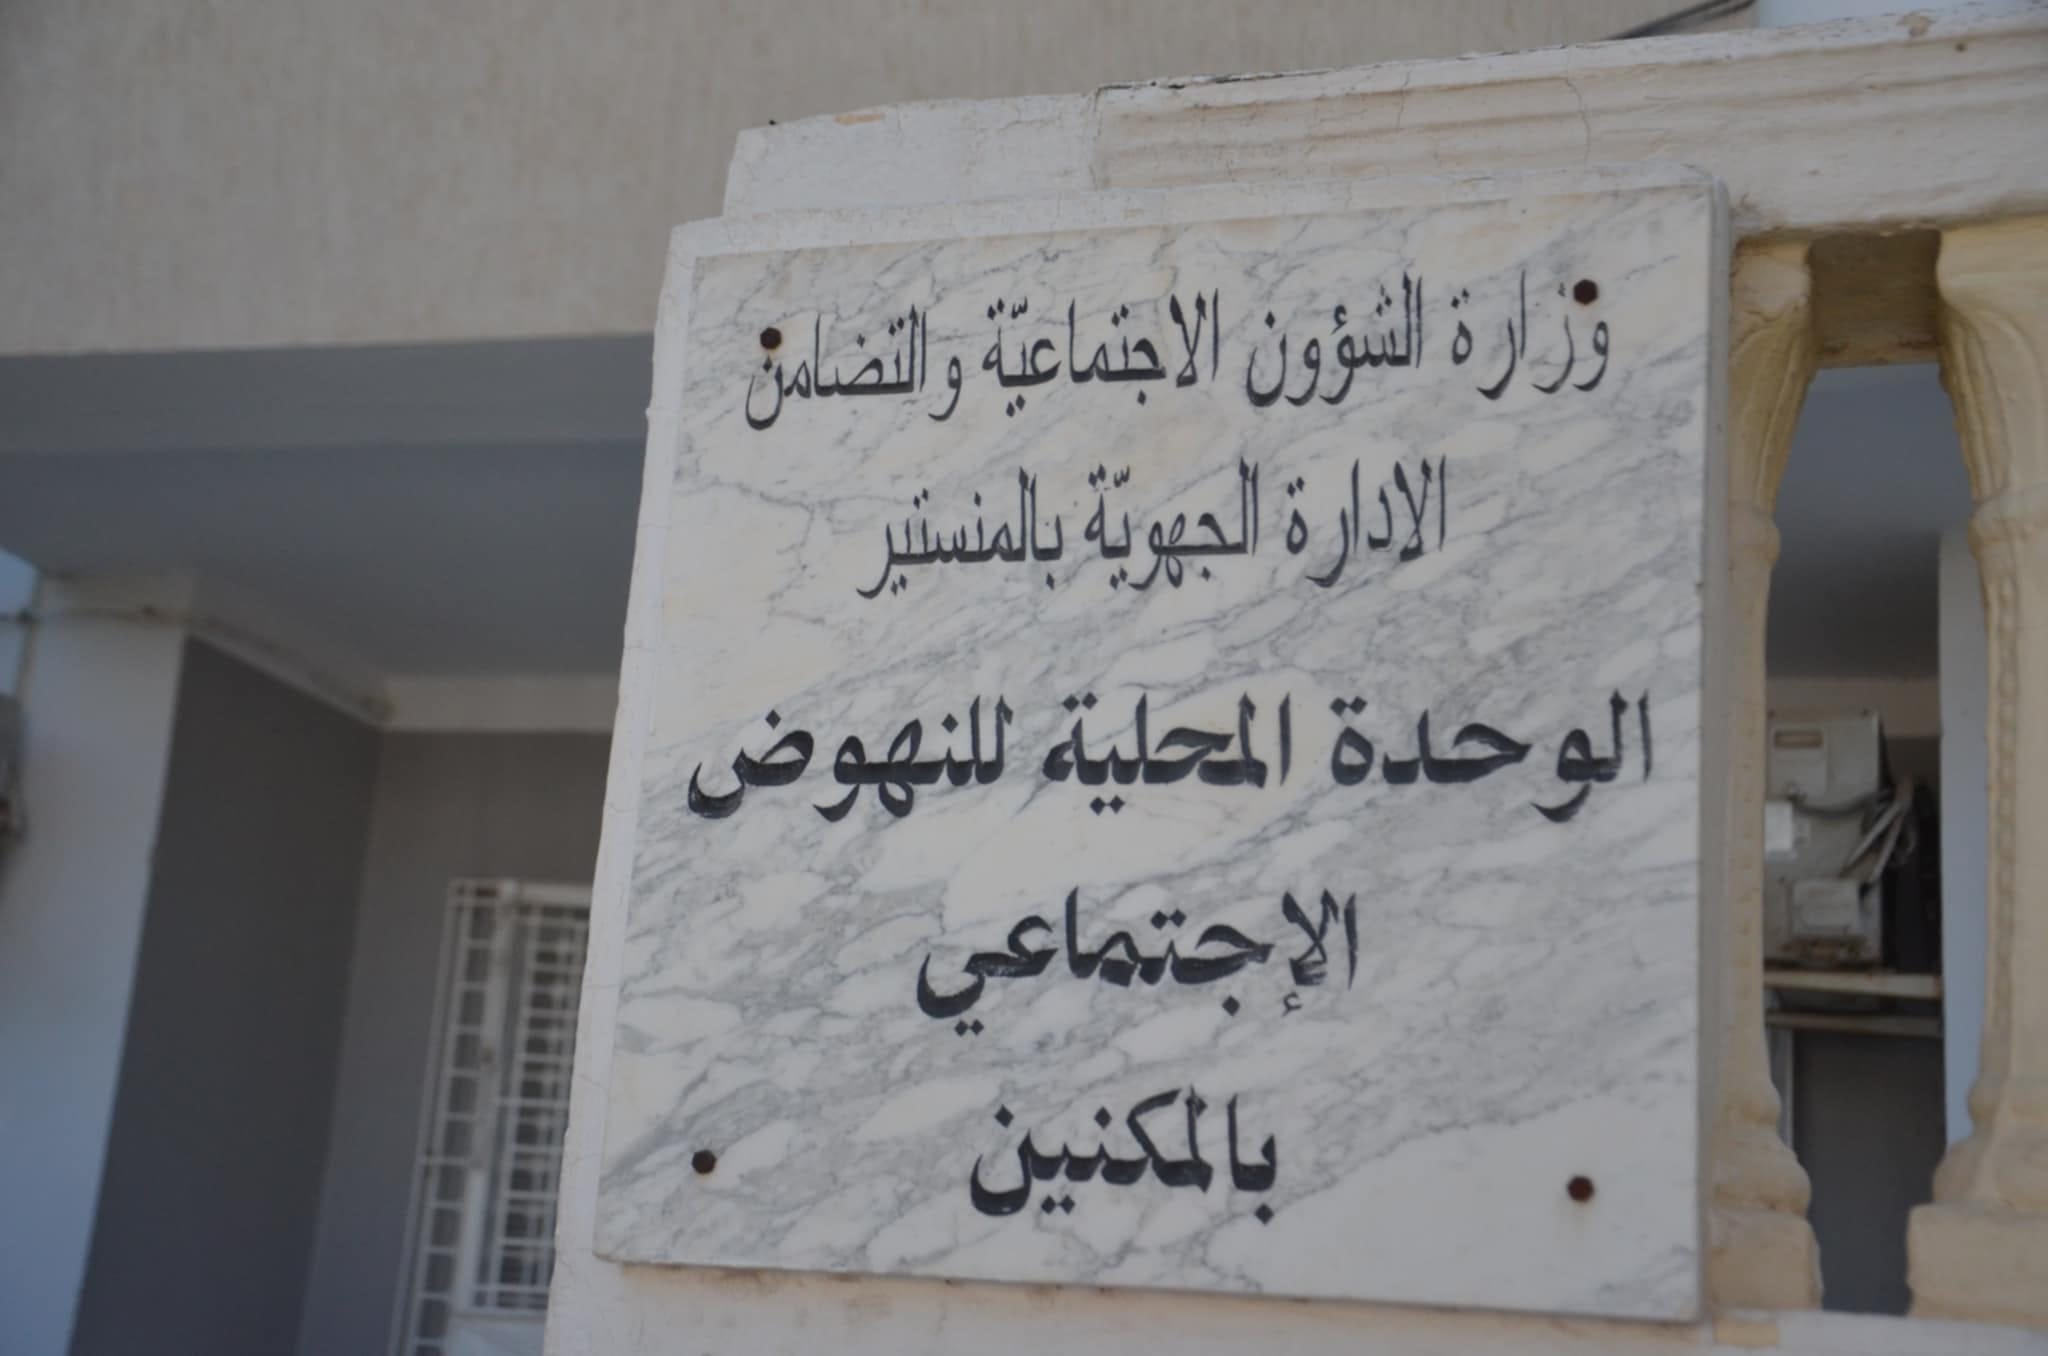 وزارة الشؤون الاجتماعيّة والتضامن
الادارة الجهويّة بالمنستير
الوحدة المحلية للنهوض
الإجتماعي
بالمكنين